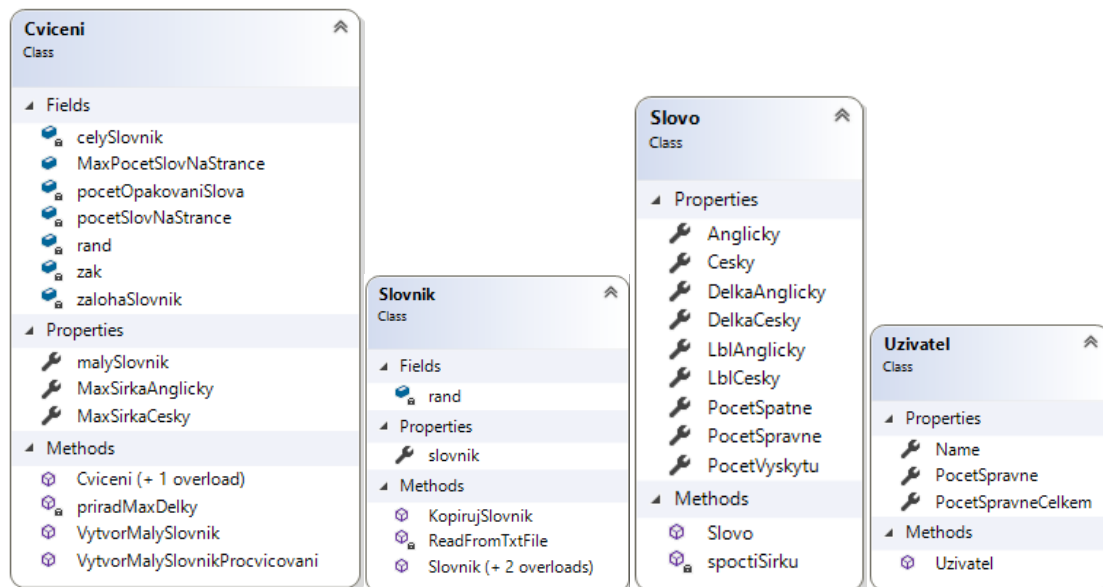 Cviceni
Class
Fields
celySlovnik
MaxPocetSlovNaStrance
pocetOpakovaniSlova
pocetSlovNaStrance
rand
zak
zalohaSlovnik
Properties
malySlovnik
MaxSirkaAnglicky
MaxSirkaCesky
Methods
Cviceni (+ 1 overload)
priradMaxDelky
VytvorMalySlovnik
VytvorMalySlovnikProcvicovani
Slovnik
Class
Fields
rand
Properties
slovnik
Methods
KopirujSlovnik
ReadFromTxtFile
Slovnik (+ 2 overloads)
Slovo
Class
Properties
Anglicky
Cesky
DelkaAnglicky
DelkaCesky
LblAnglicky
LblCesky
PocetSpatne
PocetSpravne
PocetVyskytu
Methods
Slovo
spoctiSirku
Uzivatel
Class
Properties
Name
PocetSpravne
PocetSpravneCelkem
Methods
Uzivatel